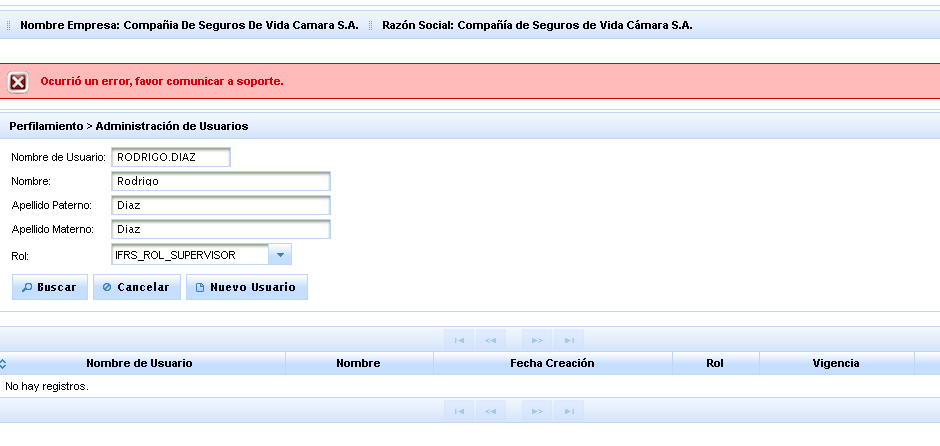 Nombre Empresa: Compañia De Seguros De Vida Camara S.A. Razón Social: Compañía de Seguros de Vida Cámara S.A.
Ocurrió un error, favor comunicar a soporte.
Perfilamiento > Administración de Usuarios
Nombre de Usuario: RODRIGO.DIAZ
Nombre: Rodrigo
Apellido Paterno: Diaz
Apellido Materno: Diaz
Rol: IFRS_ROL_SUPERVISOR
Buscar Cancelar Nuevo Usuario
Nombre de Usuario Nombre Fecha Creación Rol Vigencia
No hay registros.